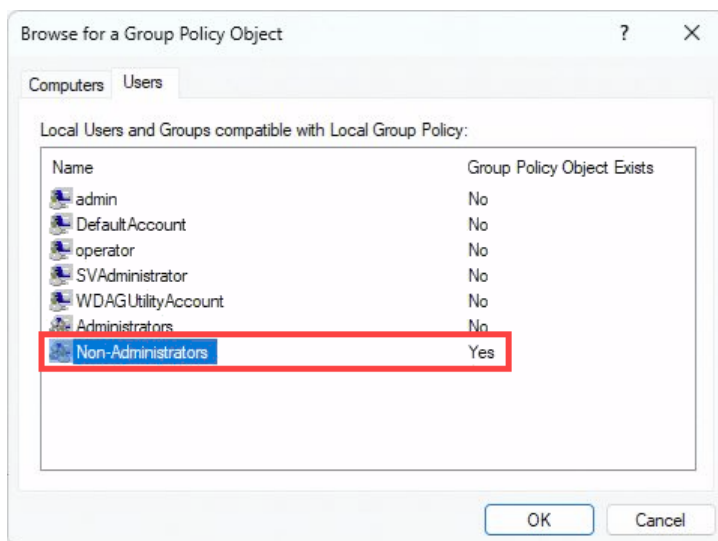 Browse for a Group Policy Object ?
Computers Users
Local Users and Groups compatible with Local Group Policy:
Name Group Policy Object Exists
admin No
DefaultAccount No
operator No
SVAdministrator No
WDAGUtilityAccount No
Administrators No
Non-Administrators Yes
OK Cancel